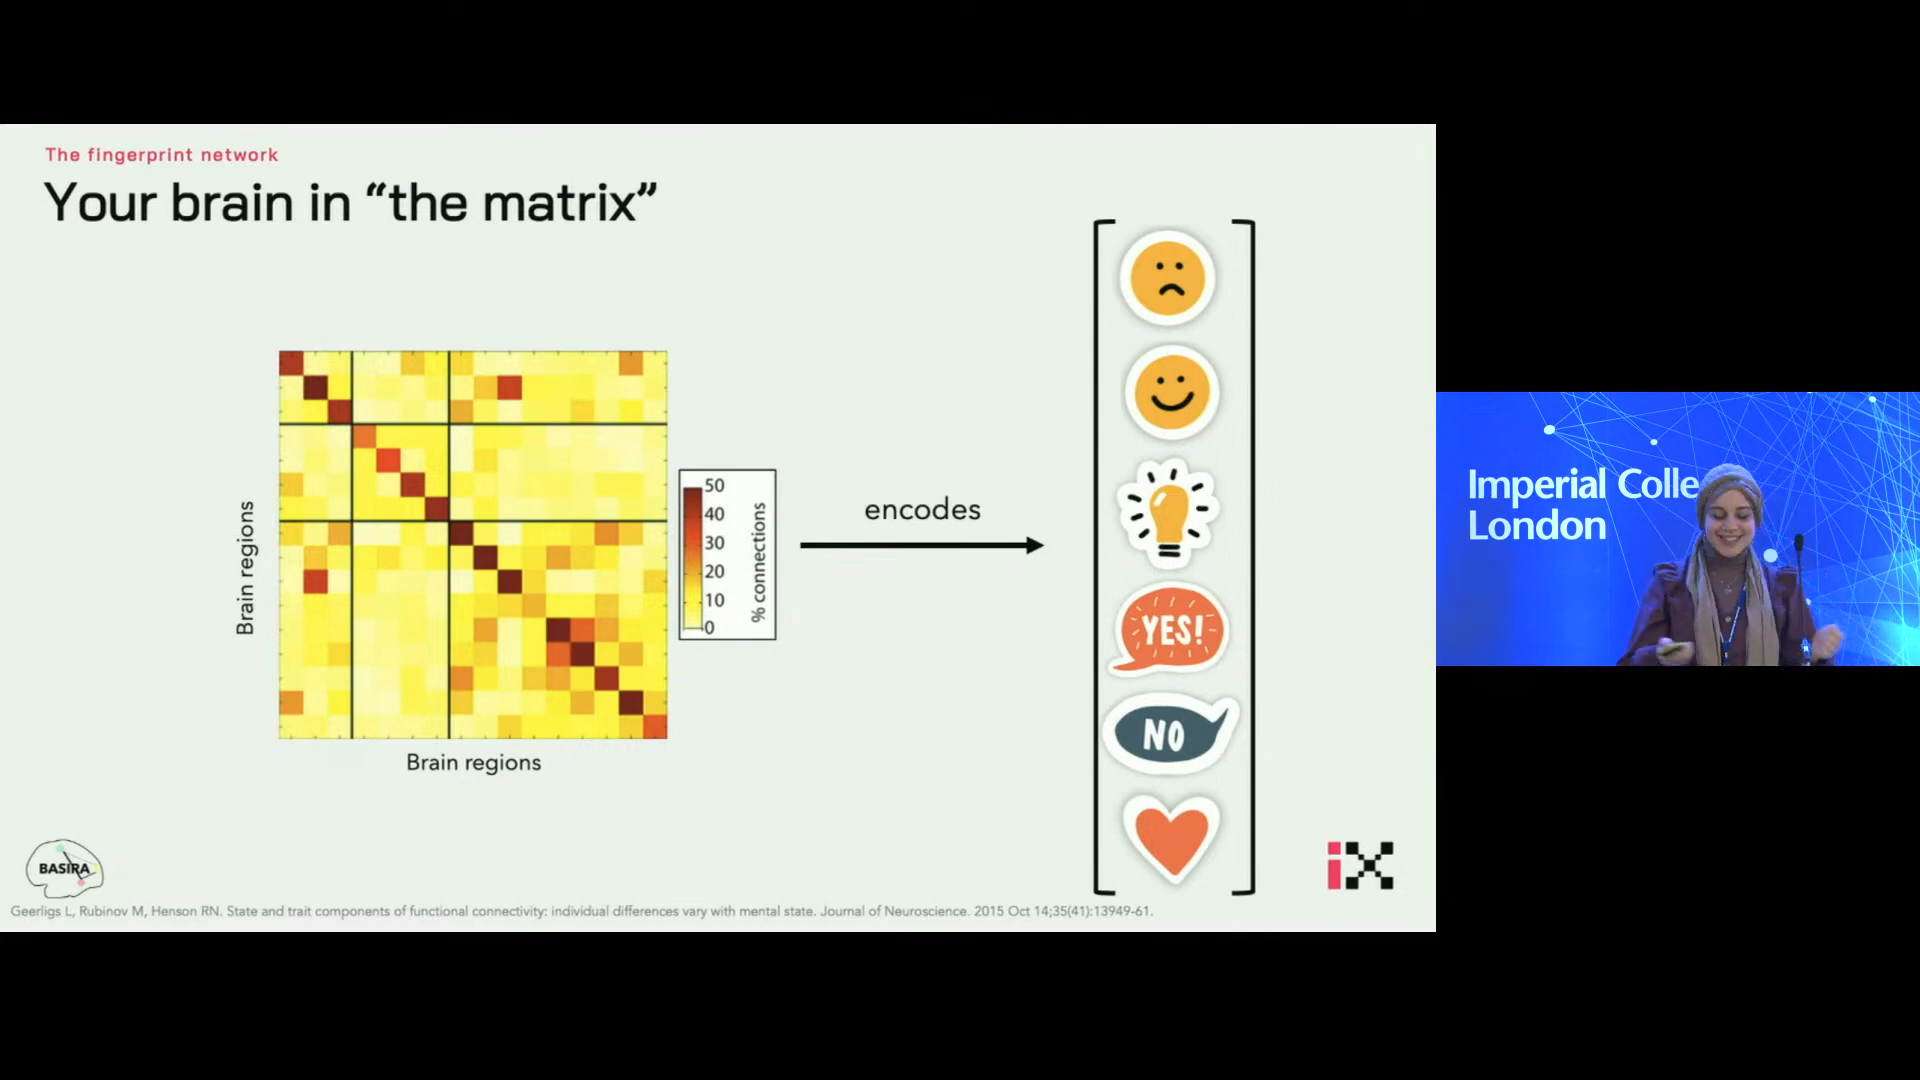 The fingerprint network
Your brain in “the matrix”
Brain regions
Brain regions
50
40
30
20
10
0
% connections
encodes
YES!
NO
BASIRA
iX
Geerligs L, Rubinov M, Henson RN. State and trait components of functional connectivity: individual differences vary with mental state. Journal of Neuroscience. 2015 Oct 14;35(41):13949-61.
Imperial Colle
London